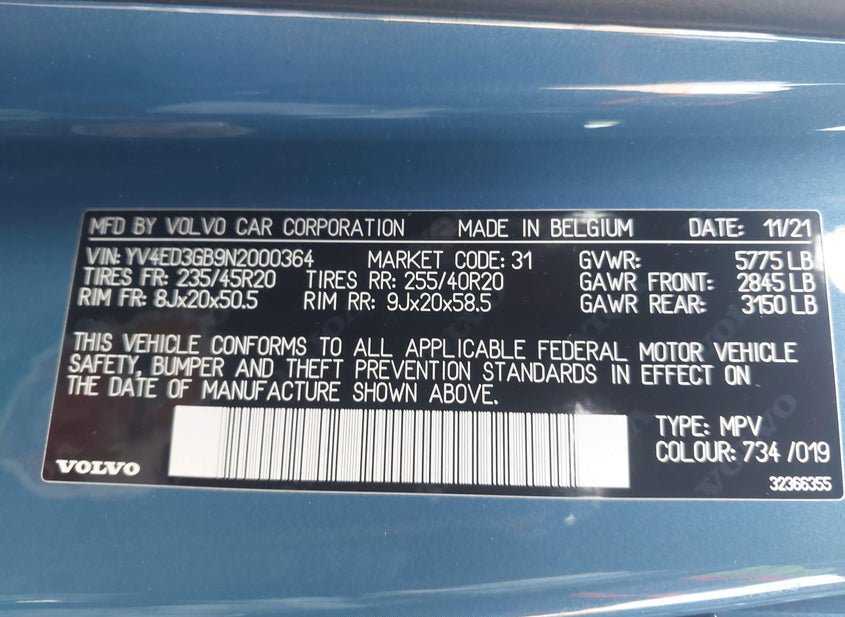 MFD BY VOLVO CAR CORPORATION MADE IN BELGIUM DATE: 11/21
VIN: YV4ED3GB9N2000364 MARKET CODE: 31 GVWR: 5775 LB
TIRES FR: 235/45R20 TIRES RR: 255/40R20 GAWR FRONT: 2845 LB
RIM FR: 8Jx20x50.5 RIM RR: 9Jx20x58.5 GAWR REAR: 3150 LB
THIS VEHICLE CONFORMS TO ALL APPLICABLE FEDERAL MOTOR VEHICLE
SAFETY, BUMPER AND THEFT PREVENTION STANDARDS IN EFFECT ON
THE DATE OF MANUFACTURE SHOWN ABOVE.
TYPE: MPV
COLOUR: 734 /019
VOLVO
32366355